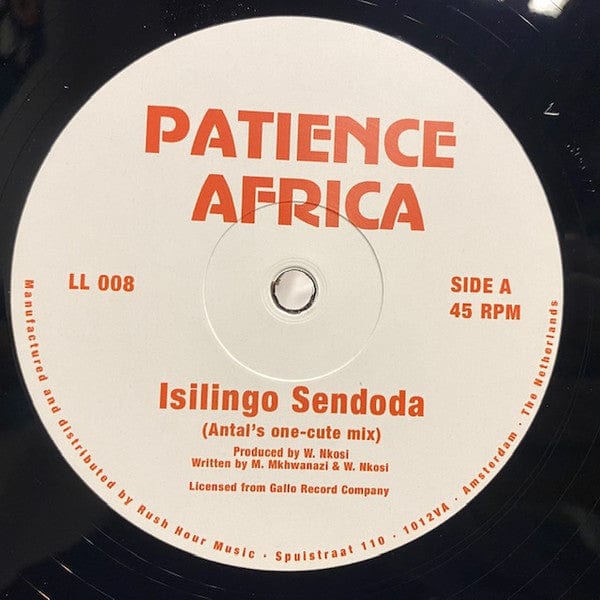 PATIENCE
AFRICA
LL 008
SIDE A
45 RPM
Isilingo Sendoda
(Antal's one-cute mix)
Produced by W. Nkosi
Written by M. Mkhwanazi & W. Nkosi
Licensed from Gallo Record Company
Manufactured and distributed by Rush Hour Music · Spuistraat 110 · 1012VA · Amsterdam · The Netherlands